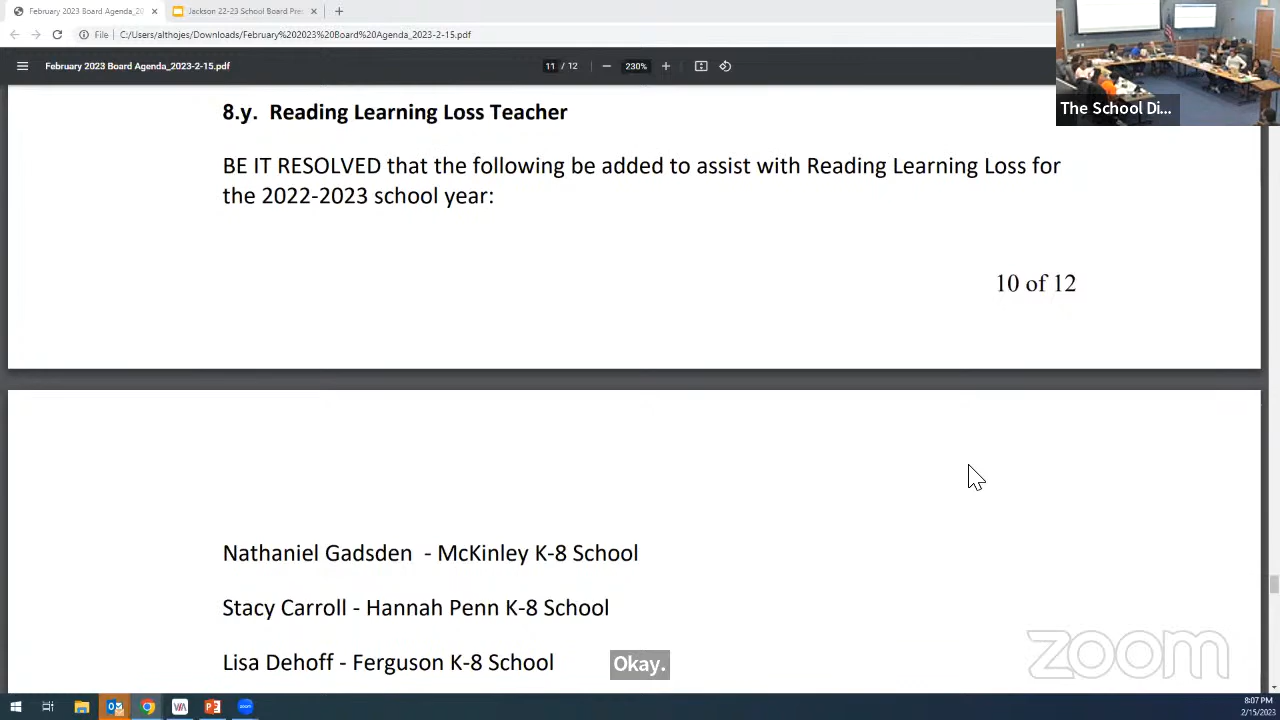 February 2023 Board Agenda_20
Jackson 22-23 School Board Pre
File
C:/Users/althojes/Downloads/February%202023%20Board%20Agenda_2023-2-15.pdf
February 2023 Board Agenda_2023-2-15.pdf
11 / 12
230%
The School Di...
8.y. Reading Learning Loss Teacher
BE IT RESOLVED that the following be added to assist with Reading Learning Loss for
the 2022-2023 school year:
10 of 12
Nathaniel Gadsden - McKinley K-8 School
Stacy Carroll - Hannah Penn K-8 School
Lisa Dehoff - Ferguson K-8 School
Okay.
zoom
8:07 PM
2/15/2023